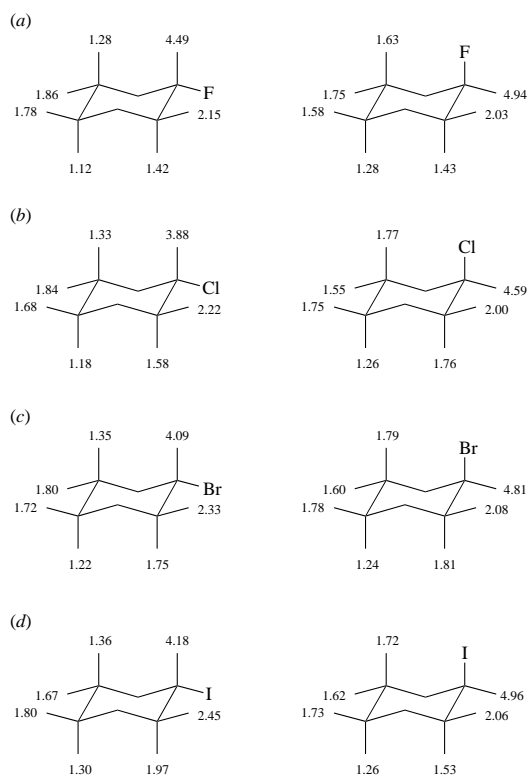 (a)
1.28 4.49 1.63 F
1.86 F 1.75 4.94
1.78 2.15 1.58 2.03
1.12 1.42 1.28 1.43
(b)
1.33 3.88 1.77 Cl
1.84 Cl 1.55 4.59
1.68 2.22 1.75 2.00
1.18 1.58 1.26 1.76
(c)
1.35 4.09 1.79 Br
1.80 Br 1.60 4.81
1.72 2.33 1.78 2.08
1.22 1.75 1.24 1.81
(d)
1.36 4.18 1.72 I
1.67 I 1.62 4.96
1.80 2.45 1.73 2.06
1.30 1.97 1.26 1.53